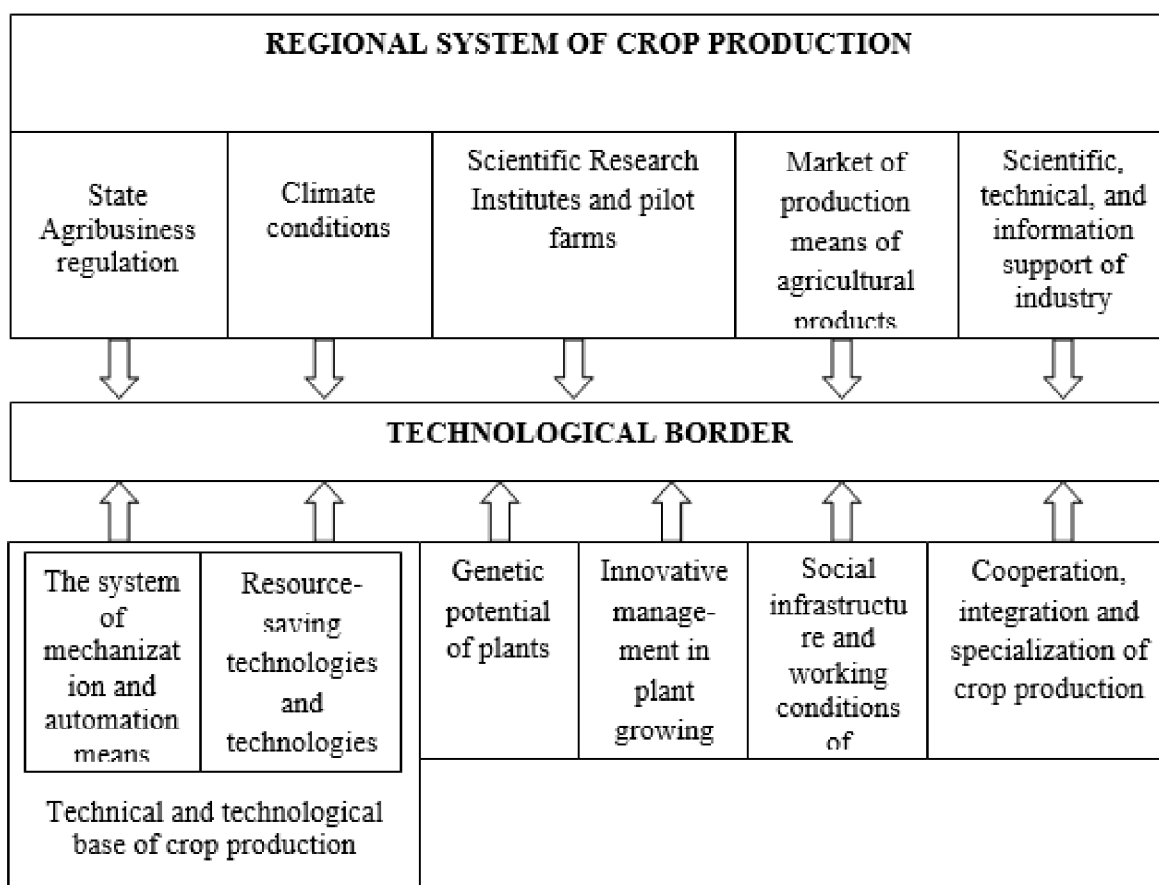 REGIONAL SYSTEM OF CROP PRODUCTION
State
Agribusiness
regulation
Climate
conditions
Scientific Research
Institutes and pilot
farms
Market of
production
means of
agricultural
products
Scientific,
technical, and
information
support of
industry
TECHNOLOGICAL BORDER
The system
of
mechanizat
ion and
automation
means
Resource-
saving
technologies
and
technologies
Genetic
potential
of plants
Innovative
manage-
ment in
plant
growing
Social
infrastructu
re and
working
conditions
of
Cooperation,
integration and
specialization of
crop production
Technical and technological
base of crop production